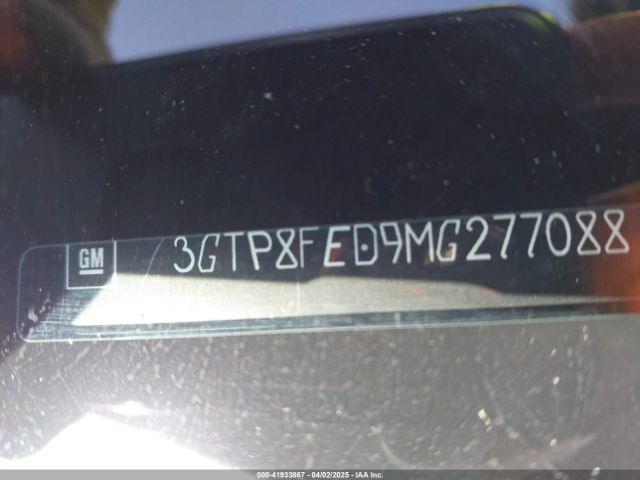 GM 3GTP8FED9MG277088
000-41933867 - 04/02/2025 - IAA Inc.